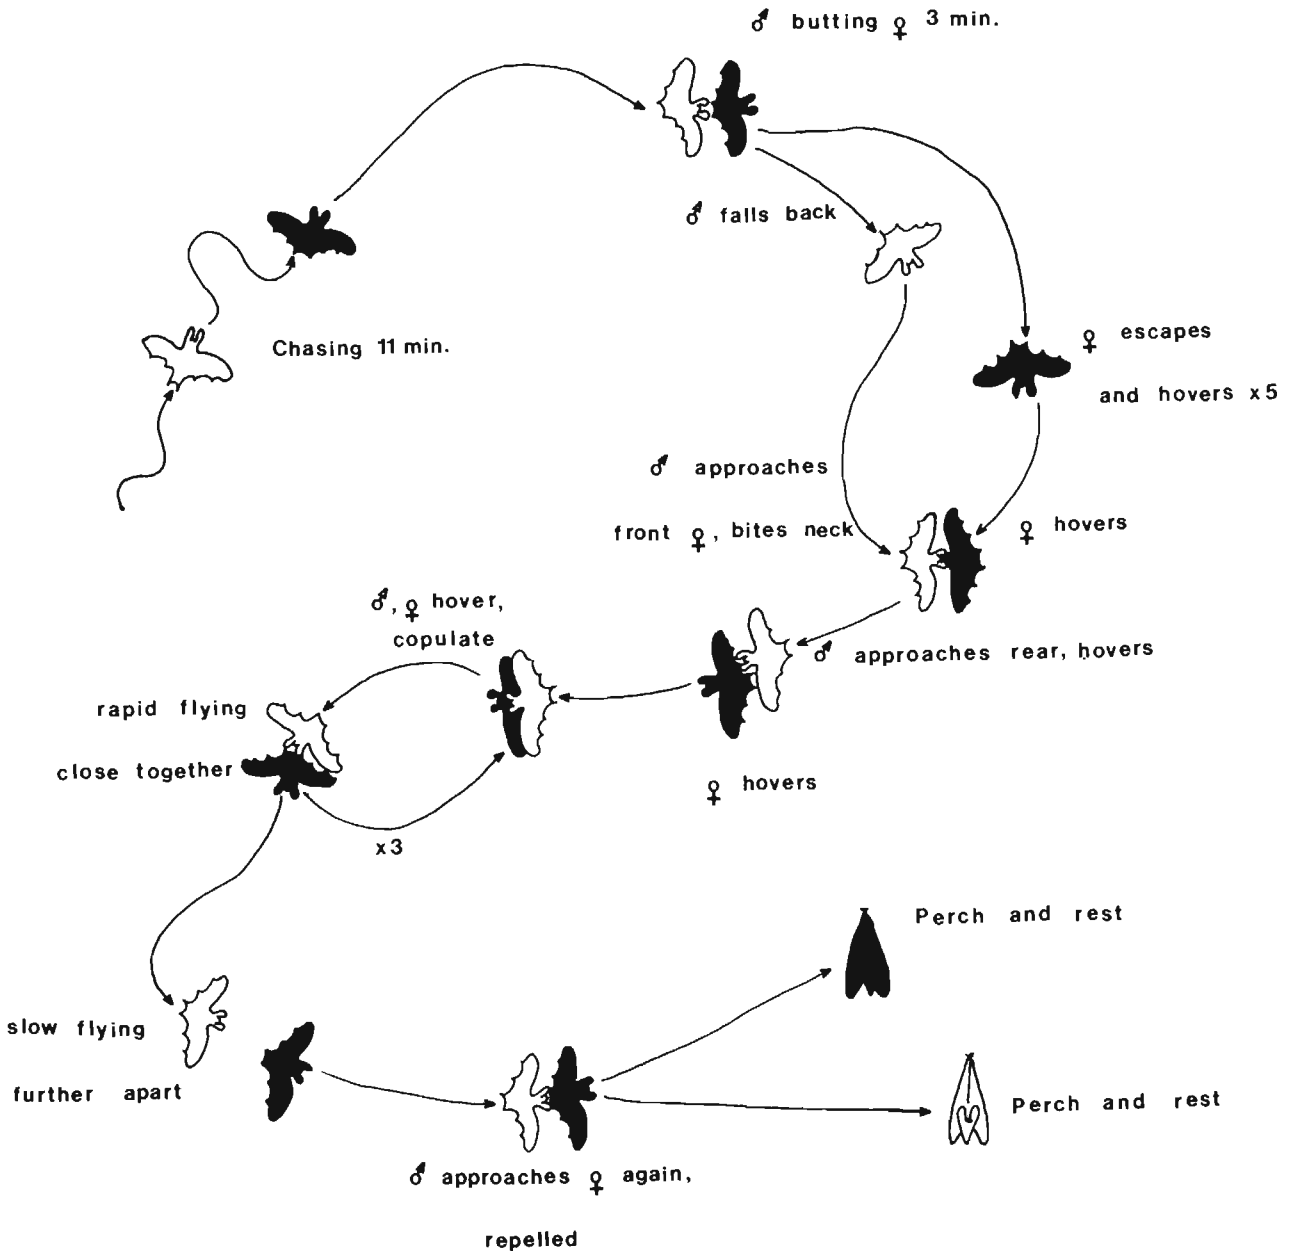 ♂ butting ♀ 3 min.
♂ falls back
Chasing 11 min.
♀ escapes
and hovers x5
♂ approaches
front ♀, bites neck
♀ hovers
♂ approaches rear, hovers
♂, ♀ hover,
copulate
rapid flying
close together
♀ hovers
x3
Perch and rest
slow flying
further apart
Perch and rest
♂ approaches ♀ again,
repelled